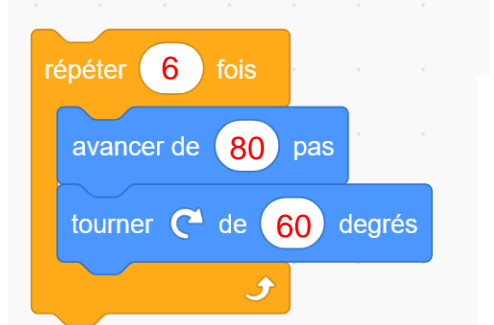 répéter 6 fois
avancer de 80 pas
tourner de 60 degrés